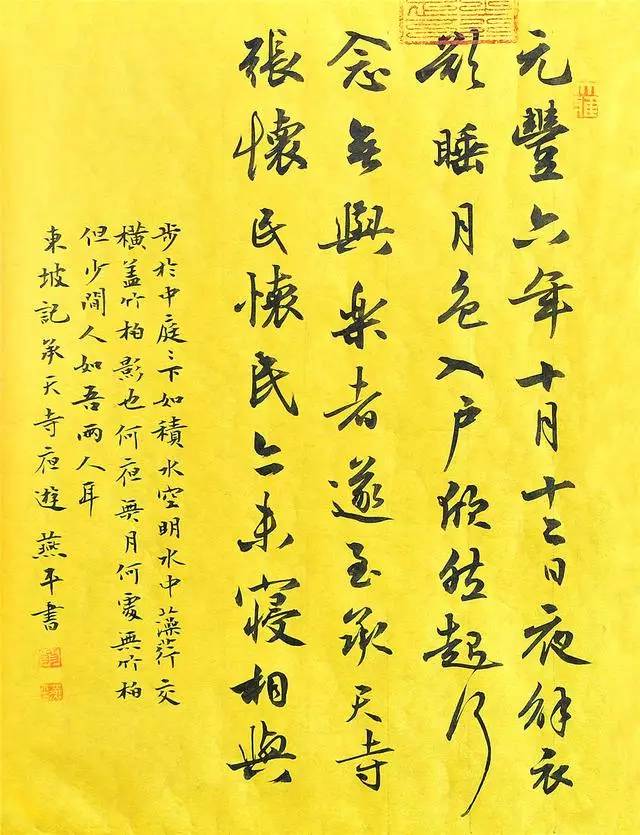 元豐六年十月十二日夜解衣
欲睡月色入戶欣然起行
念無與樂者遂至承天寺
張懷民懷民亦未寢相與
步於中庭〻下如積水空明水中藻荇交
橫蓋竹柏影也何夜無月何處無竹柏
但少閒人如吾兩人耳
東坡記承天寺夜遊 燕平書